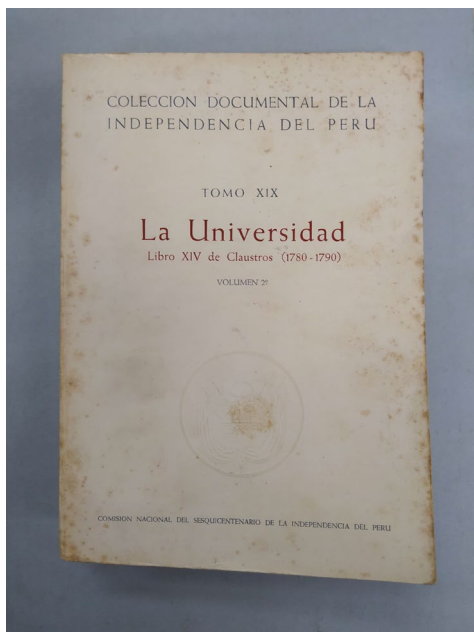 COLECCION DOCUMENTAL DE LA
INDEPENDENCIA DEL PERU
TOMO XIX
La Universidad
Libro XIV de Claustros (1780-1790)
VOLUMEN 2º
COMISION NACIONAL DEL SESQUICENTENARIO DE LA INDEPENDENCIA DEL PERU